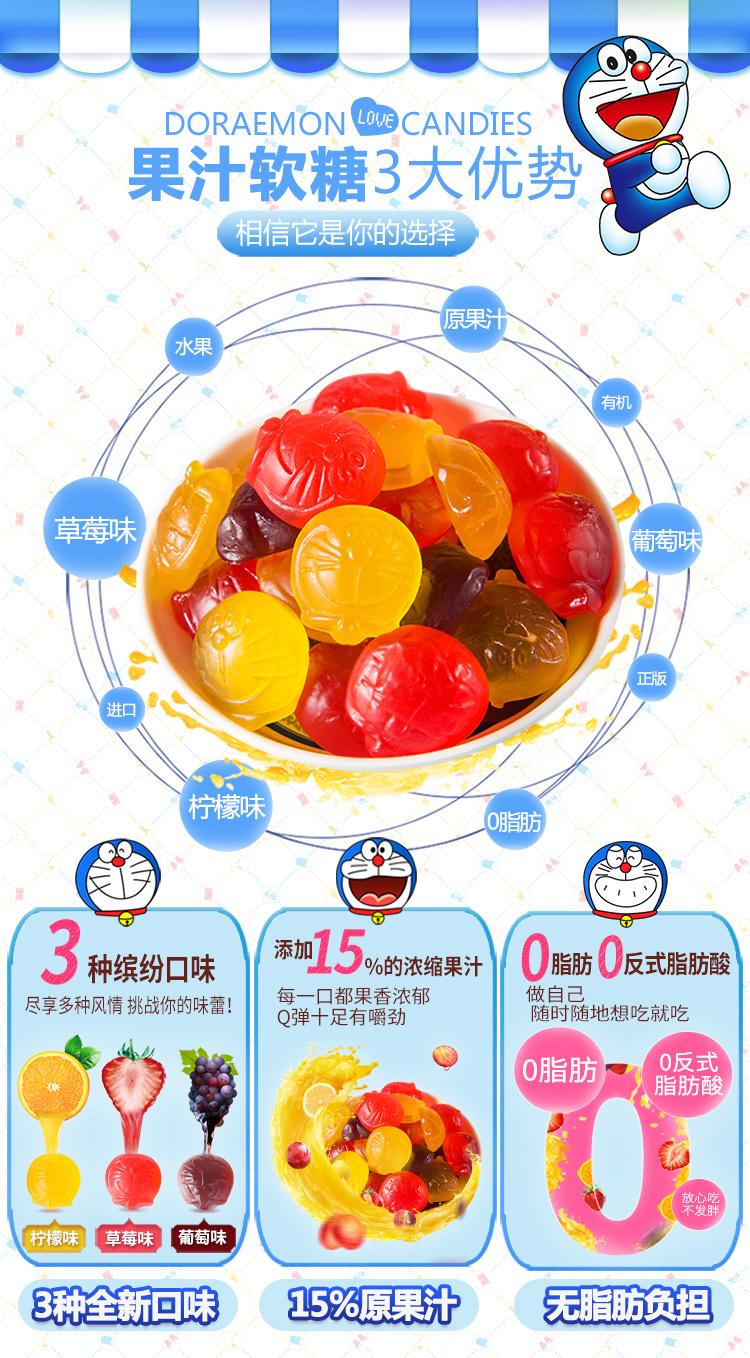 DORAEMON LOVE CANDIES
果汁软糖3大优势
相信它是你的选择
原果汁
水果
有机
草莓味
葡萄味
正版
进口
柠檬味
0脂肪
3种缤纷口味
尽享多种风情 挑战你的味蕾!
柠檬味
草莓味
葡萄味
3种全新口味
添加15%的浓缩果汁
每一口都果香浓郁
Q弹十足有嚼劲
15%原果汁
0脂肪 0反式脂肪酸
做自己
随时随地想吃就吃
0脂肪
0反式
脂肪酸
0
放心吃
不发胖
无脂肪负担